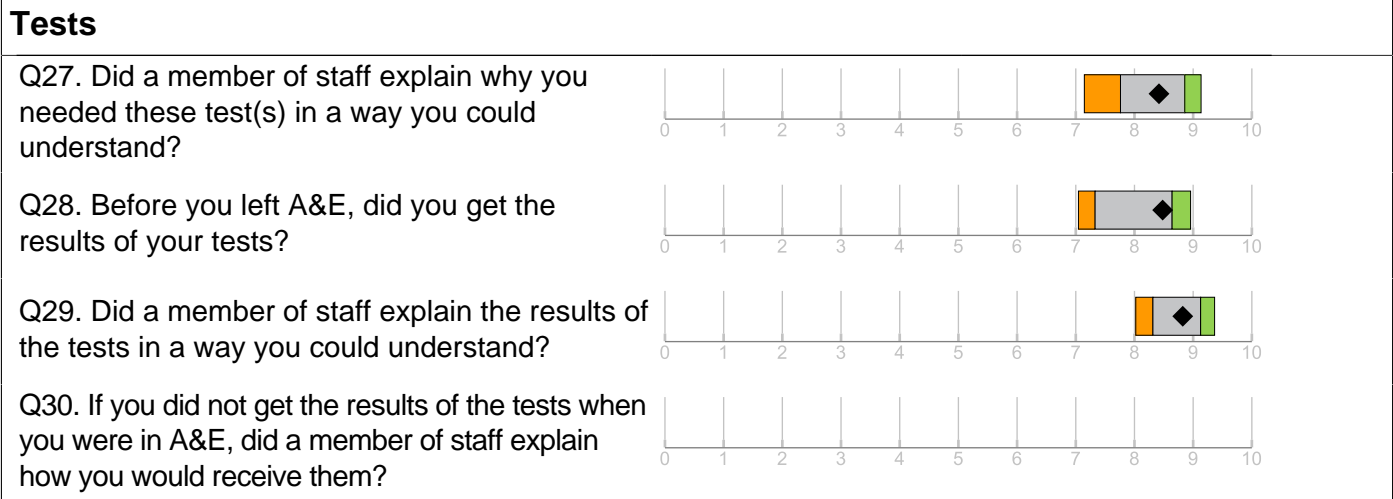 Tests
Q27. Did a member of staff explain why you
needed these test(s) in a way you could
understand?
0 1 2 3 4 5 6 7 8 9 10
Q28. Before you left A&E, did you get the
results of your tests?
0 1 2 3 4 5 6 7 8 9 10
Q29. Did a member of staff explain the results of
the tests in a way you could understand?
0 1 2 3 4 5 6 7 8 9 10
Q30. If you did not get the results of the tests when
you were in A&E, did a member of staff explain
how you would receive them?
0 1 2 3 4 5 6 7 8 9 10